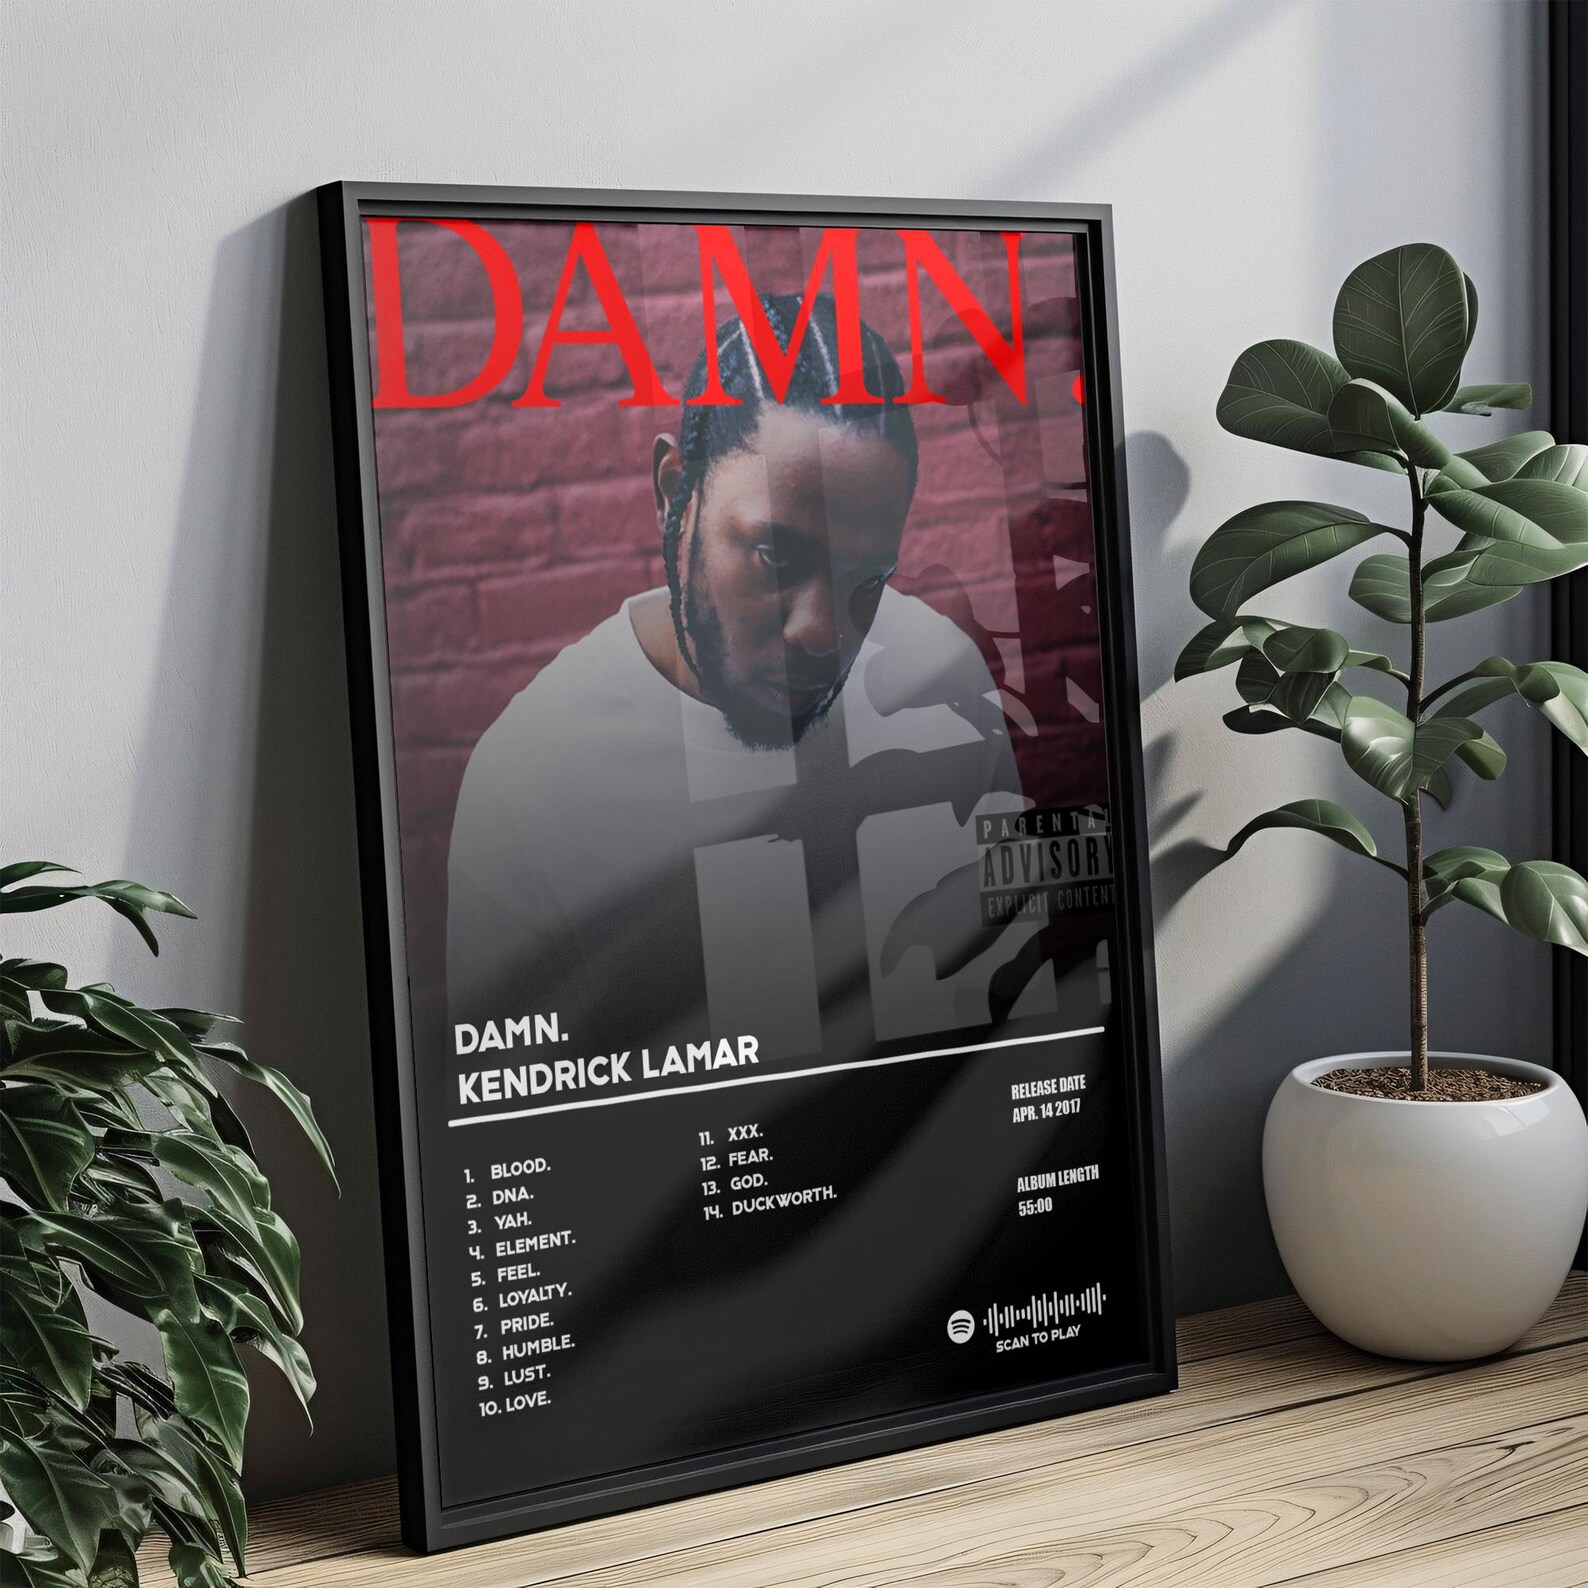 DAMN.
PARENTAL
ADVISORY
EXPLICIT CONTENT
DAMN.
KENDRICK LAMAR
RELEASE DATE
APR. 14 2017
1. BLOOD.
2. DNA.
3. YAH.
4. ELEMENT.
5. FEEL.
6. LOYALTY.
7. PRIDE.
8. HUMBLE.
9. LUST.
10. LOVE.
11. XXX.
12. FEAR.
13. GOD.
14. DUCKWORTH.
ALBUM LENGTH
55:00
SCAN TO PLAY